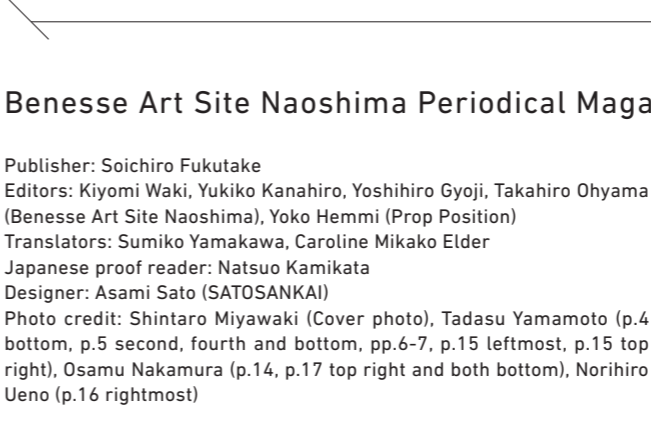 Benesse Art Site Naoshima Periodical Maga
Publisher: Soichiro Fukutake
Editors: Kiyomi Waki, Yukiko Kanahiro, Yoshihiro Gyoji, Takahiro Ohyama
(Benesse Art Site Naoshima), Yoko Hemmi (Prop Position)
Translators: Sumiko Yamakawa, Caroline Mikako Elder
Japanese proof reader: Natsuo Kamikata
Designer: Asami Sato (SATOSANKAI)
Photo credit: Shintaro Miyawaki (Cover photo), Tadasu Yamamoto (p.4
bottom, p.5 second, fourth and bottom, pp.6-7, p.15 leftmost, p.15 top
right), Osamu Nakamura (p.14, p.17 top right and both bottom), Norihiro
Ueno (p.16 rightmost)